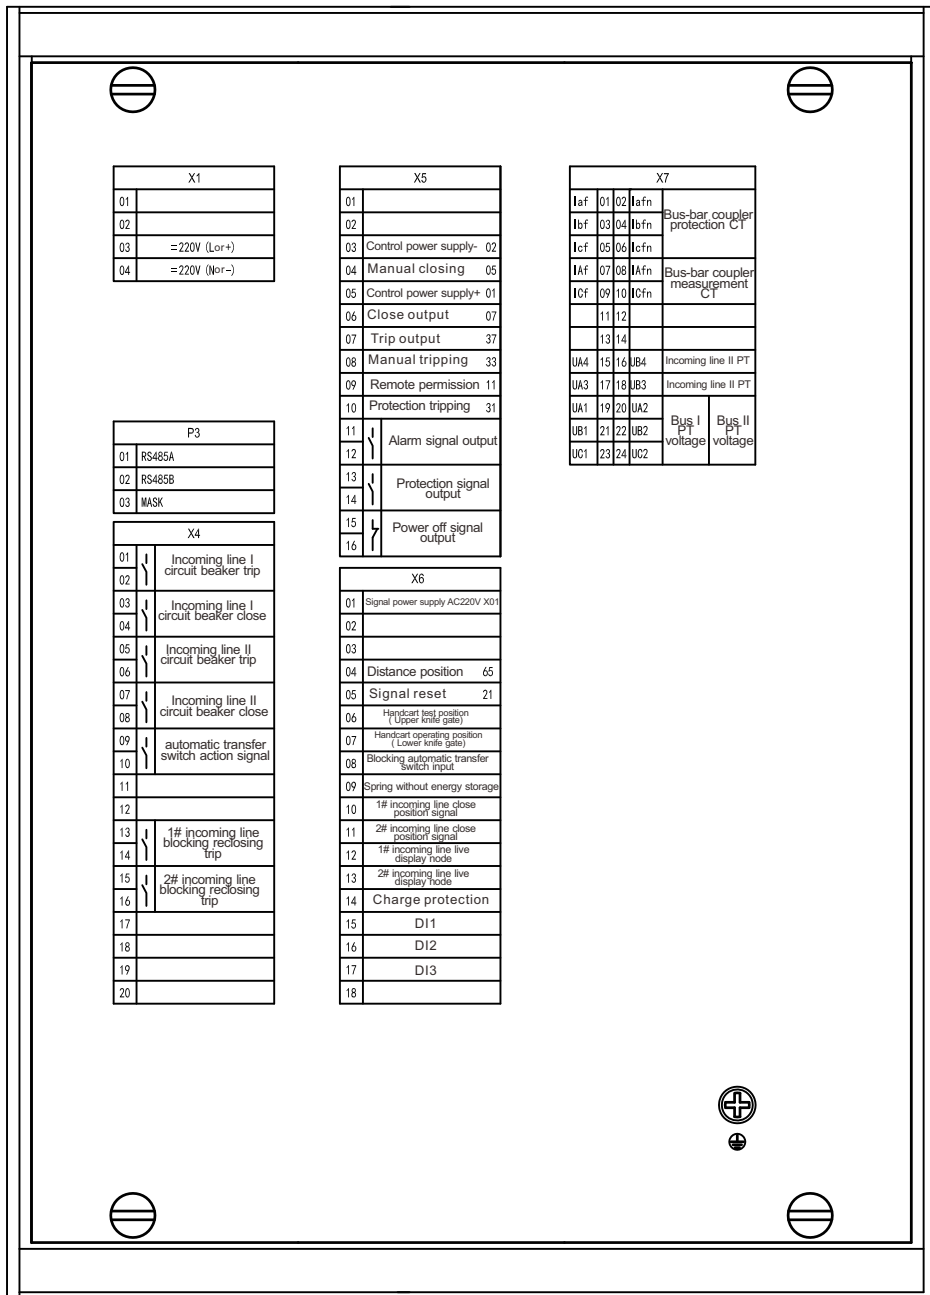 X1
01
02
03 =220V (Lor+)
04 =220V (Nor-)
P3
01 RS485A
02 RS485B
03 MASK
X4
01
02
Incoming line I
circuit beaker trip
03
04
Incoming line I
circuit beaker close
05
06
Incoming line II
circuit beaker trip
07
08
Incoming line II
circuit beaker close
09
10
automatic transfer
switch action signal
11
12
13
14
1# incoming line
blocking reclosing
trip
15
16
2# incoming line
blocking reclosing
trip
17
18
19
20
X5
01
02
03 Control power supply- 02
04 Manual closing 05
05 Control power supply+ 01
06 Close output 07
07 Trip output 37
08 Manual tripping 33
09 Remote permission 11
10 Protection tripping 31
11
12
Alarm signal output
13
14
Protection signal
output
15
16
Power off signal
output
X6
01 Signal power supply AC220V X01
02
03
04 Distance position 65
05 Signal reset 21
06 Handcart test position
( Upper knife gate)
07 Handcart operating position
( Lower knife gate)
08 Blocking automatic transfer
switch input
09 Spring without energy storage
10 1# incoming line close
position signal
11 2# incoming line close
position signal
12 1# incoming line live
display node
13 2# incoming line live
display node
14 Charge protection
15 DI1
16 DI2
17 DI3
18
X7
Iaf 01 02 Iafn
Ibf 03 04 Ibfn
Icf 05 06 Icfn
Bus-bar coupler
protection CT
IAf 07 08 IAfn
ICf 09 10 ICfn
Bus-bar coupler
measurement
CT
11 12
13 14
UA4 15 16 UB4 Incoming line II PT
UA3 17 18 UB3 Incoming line II PT
UA1 19 20 UA2
UB1 21 22 UB2
UC1 23 24 UC2
Bus I
PT
voltage
Bus II
PT
voltage